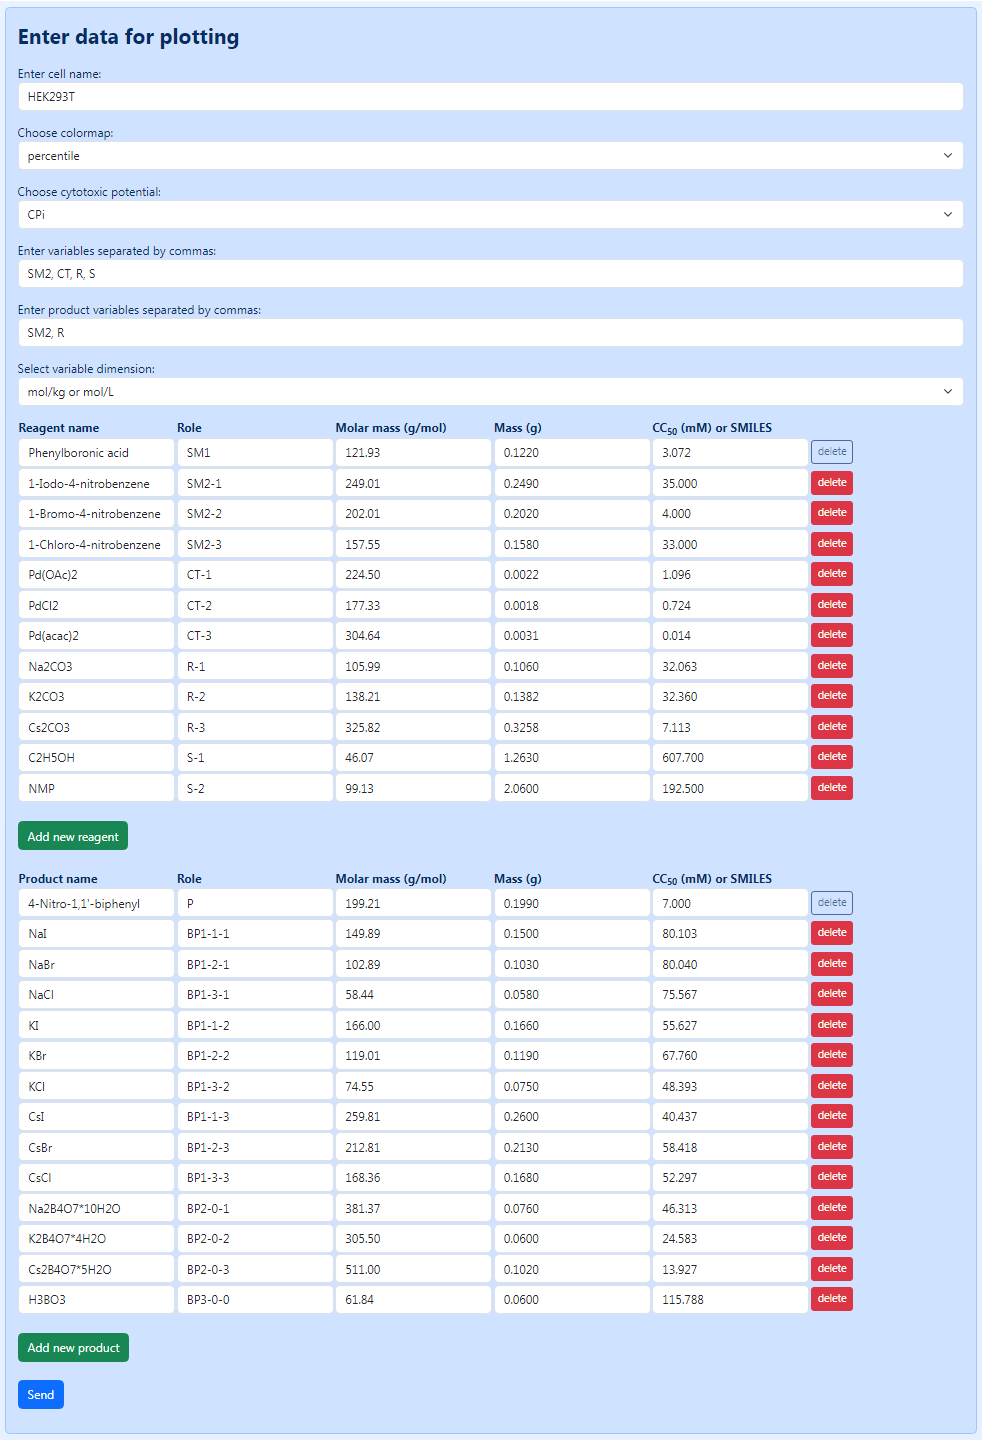 Enter data for plotting
Enter cell name:
HEK293T
Choose colormap:
percentile
Choose cytotoxic potential:
CPi
Enter variables separated by commas:
SM2, CT, R, S
Enter product variables separated by commas:
SM2, R
Select variable dimension:
mol/kg or mol/L
Reagent name Role Molar mass (g/mol) Mass (g) CC50 (mM) or SMILES
Phenylboronic acid SM1 121.93 0.1220 3.072 delete
1-Iodo-4-nitrobenzene SM2-1 249.01 0.2490 35.000 delete
1-Bromo-4-nitrobenzene SM2-2 202.01 0.2020 4.000 delete
1-Chloro-4-nitrobenzene SM2-3 157.55 0.1580 33.000 delete
Pd(OAc)2 CT-1 224.50 0.0022 1.096 delete
PdCl2 CT-2 177.33 0.0018 0.724 delete
Pd(acac)2 CT-3 304.64 0.0031 0.014 delete
Na2CO3 R-1 105.99 0.1060 32.063 delete
K2CO3 R-2 138.21 0.1382 32.360 delete
Cs2CO3 R-3 325.82 0.3258 7.113 delete
C2H5OH S-1 46.07 1.2630 607.700 delete
NMP S-2 99.13 2.0600 192.500 delete
Add new reagent
Product name Role Molar mass (g/mol) Mass (g) CC50 (mM) or SMILES
4-Nitro-1,1'-biphenyl P 199.21 0.1990 7.000 delete
NaI BP1-1-1 149.89 0.1500 80.103 delete
NaBr BP1-2-1 102.89 0.1030 80.040 delete
NaCl BP1-3-1 58.44 0.0580 75.567 delete
KI BP1-1-2 166.00 0.1660 55.627 delete
KBr BP1-2-2 119.01 0.1190 67.760 delete
KCl BP1-3-2 74.55 0.0750 48.393 delete
CsI BP1-1-3 259.81 0.2600 40.437 delete
CsBr BP1-2-3 212.81 0.2130 58.418 delete
CsCl BP1-3-3 168.36 0.1680 52.297 delete
Na2B4O7*10H2O BP2-0-1 381.37 0.0760 46.313 delete
K2B4O7*4H2O BP2-0-2 305.50 0.0600 24.583 delete
Cs2B4O7*5H2O BP2-0-3 511.00 0.1020 13.927 delete
H3BO3 BP3-0-0 61.84 0.0600 115.788 delete
Add new product
Send